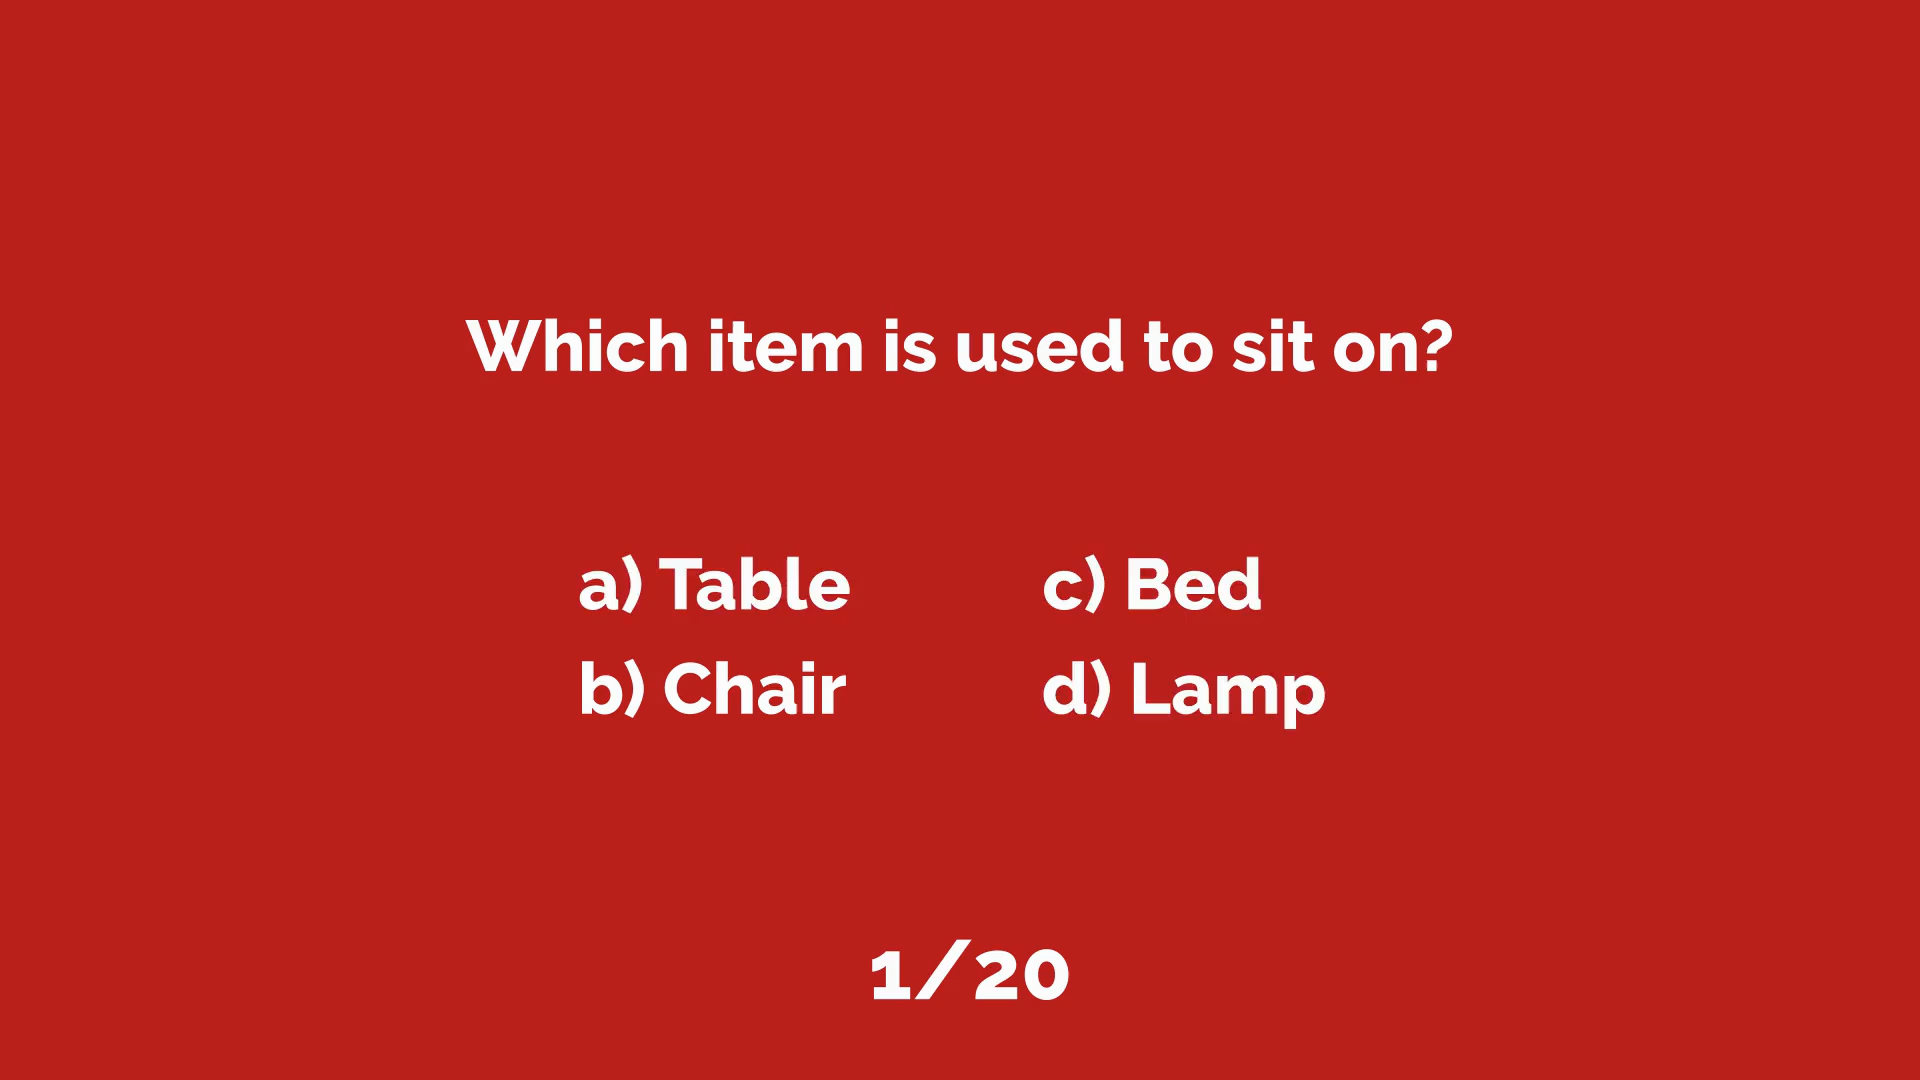 Which item is used to sit on?
a) Table
b) Chair
c) Bed
d) Lamp
1/20